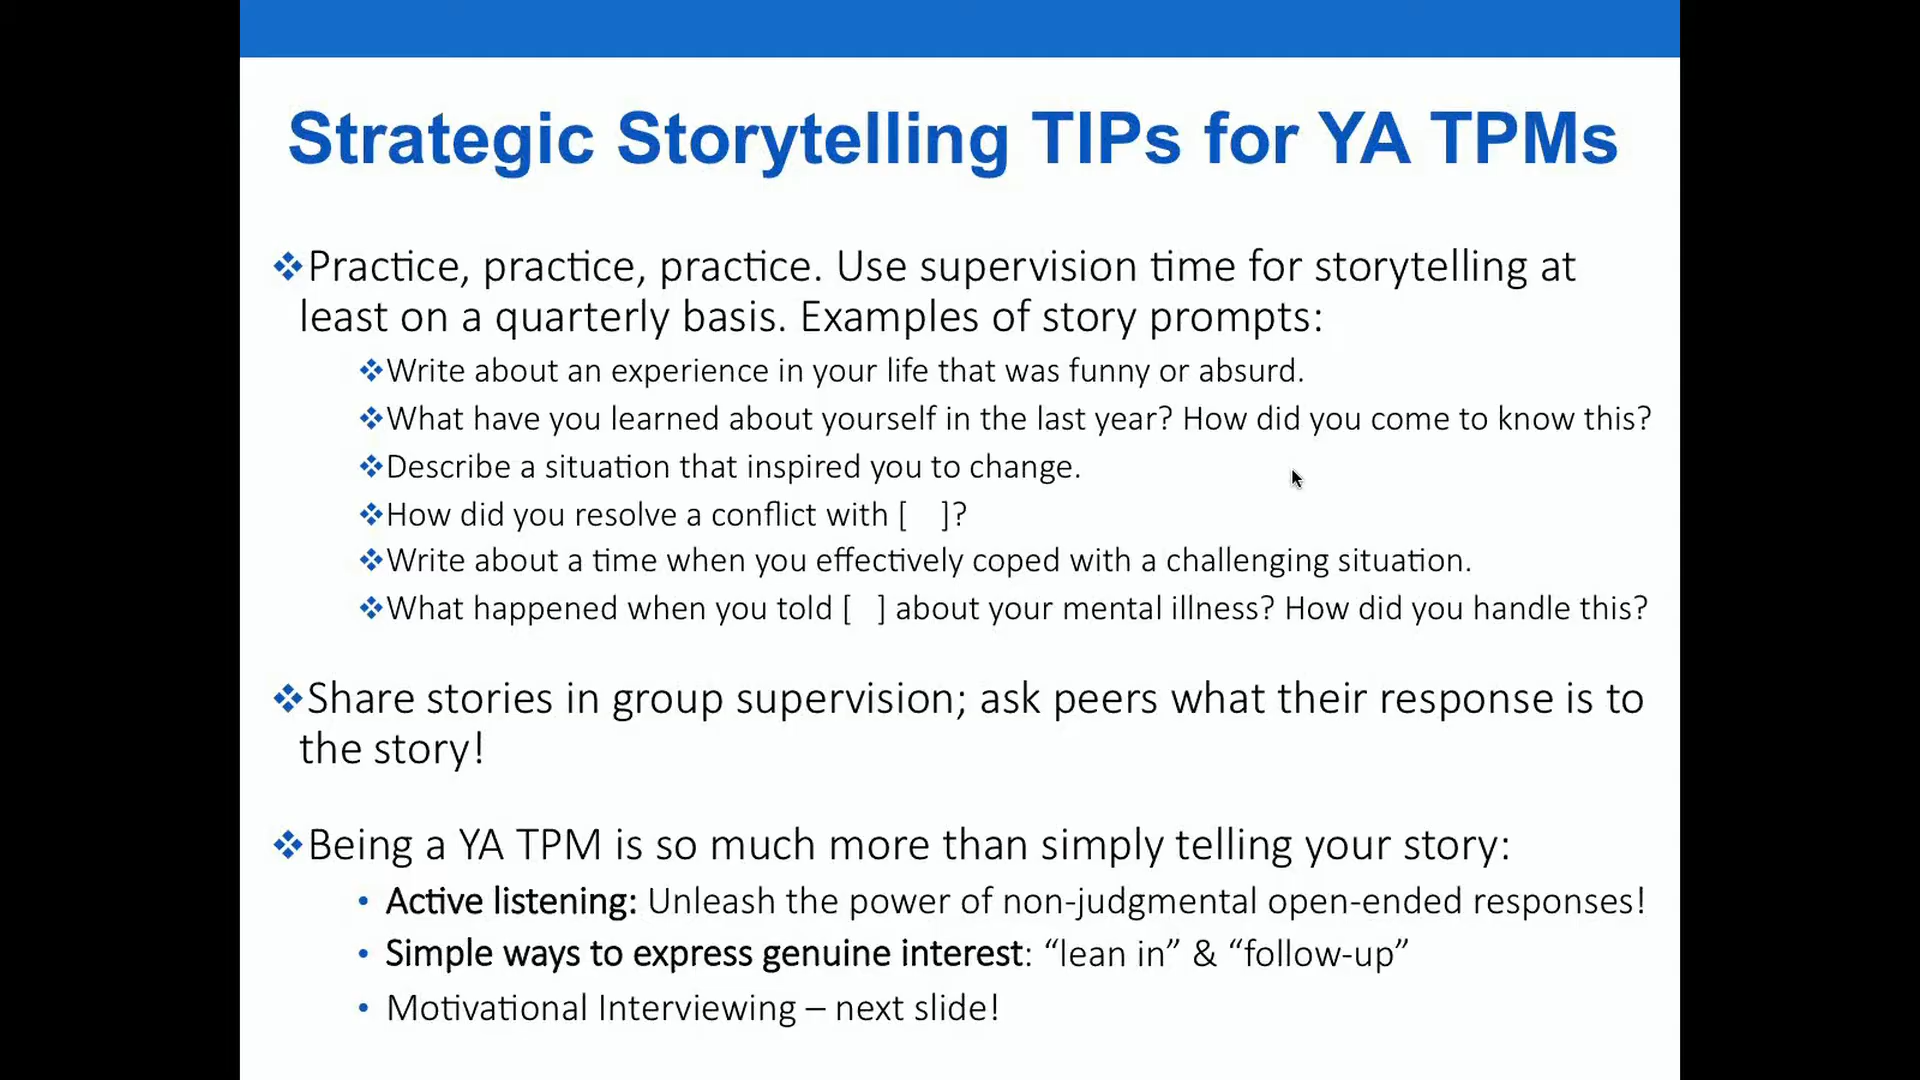 Strategic Storytelling TIPs for YA TPMs
❖Practice, practice, practice. Use supervision time for storytelling at
least on a quarterly basis. Examples of story prompts:
❖Write about an experience in your life that was funny or absurd.
❖What have you learned about yourself in the last year? How did you come to know this?
❖Describe a situation that inspired you to change.
❖How did you resolve a conflict with [   ]?
❖Write about a time when you effectively coped with a challenging situation.
❖What happened when you told [   ] about your mental illness? How did you handle this?
❖Share stories in group supervision; ask peers what their response is to
the story!
❖Being a YA TPM is so much more than simply telling your story:
• Active listening: Unleash the power of non-judgmental open-ended responses!
• Simple ways to express genuine interest: “lean in” & “follow-up”
• Motivational Interviewing – next slide!